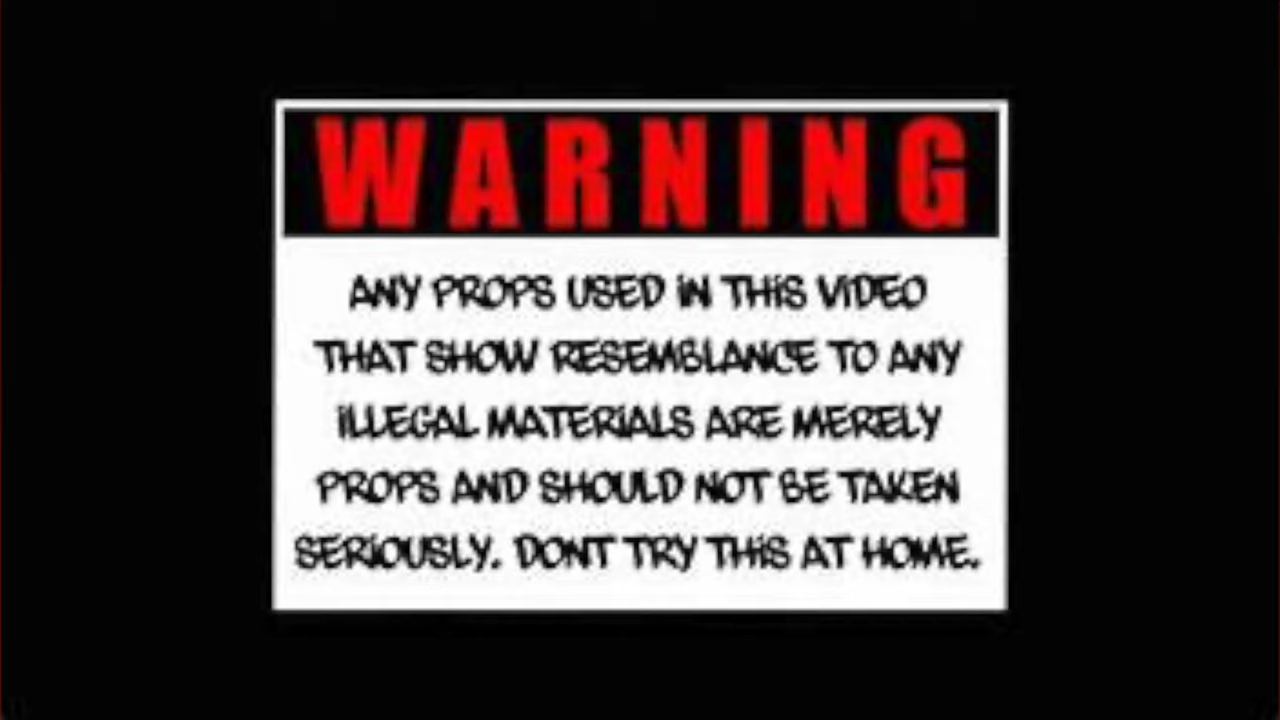 WARNING
ANY PROPS USED iN THiS ViDEO
THAT SHOW RESEMBLANCE TO ANY
iLLEGAL MATERiALS ARE MERELY
PROPS AND SHOULD NOT BE TAKEN
SERiOUSLY. DONT TRY THiS AT HOME.